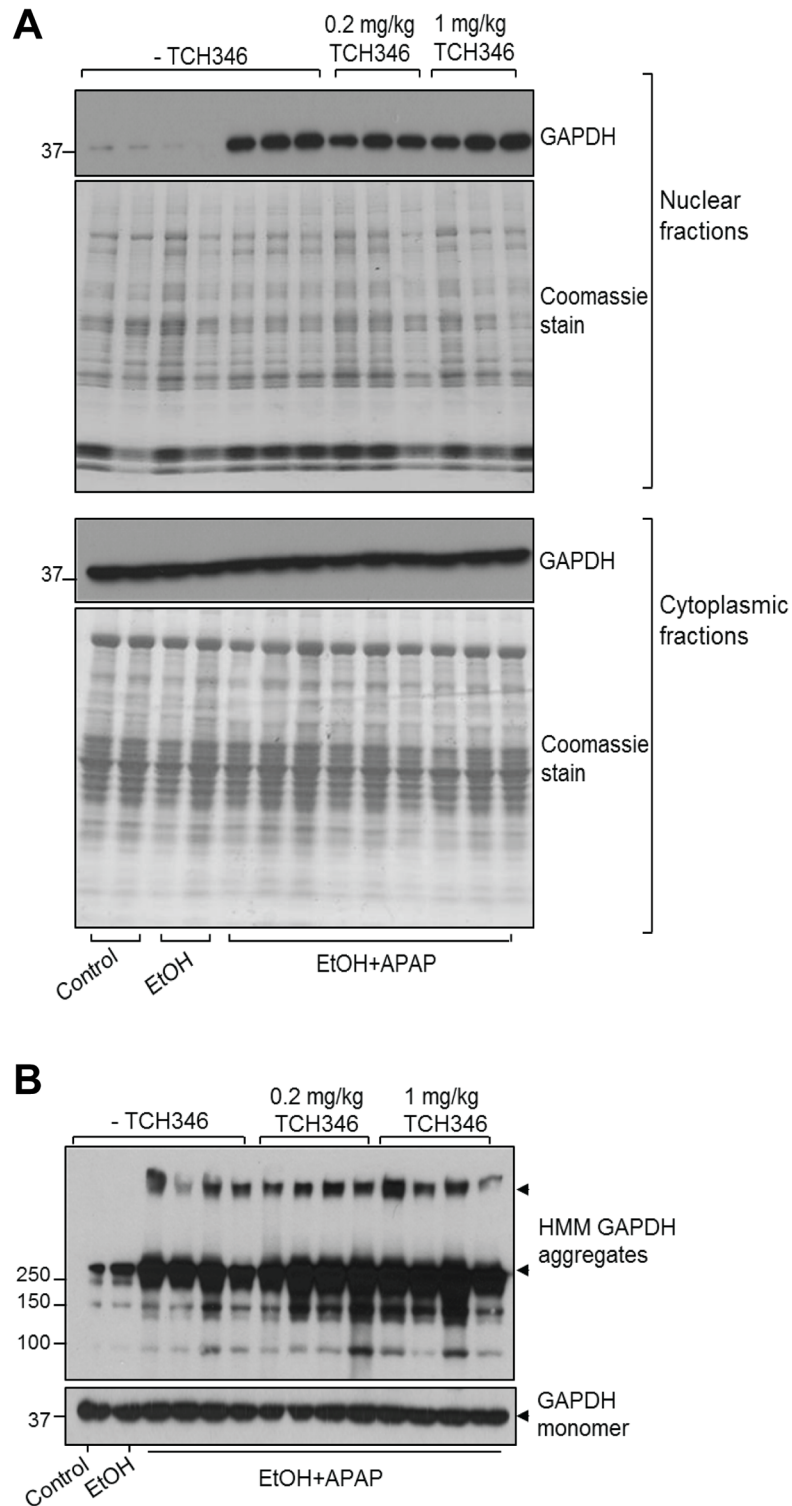 A
0.2 mg/kg
TCH346
1 mg/kg
TCH346
- TCH346
37
GAPDH
Nuclear
fractions
Coomassie
stain
37
GAPDH
Cytoplasmic
fractions
Coomassie
stain
Control
EtOH
EtOH+APAP
B
0.2 mg/kg
TCH346
1 mg/kg
TCH346
- TCH346
HMM GAPDH
aggregates
250
150
100
37
GAPDH
monomer
Control
EtOH
EtOH+APAP